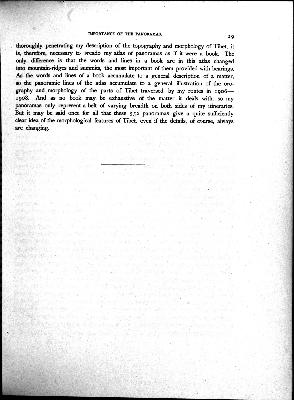 IMPORTANCE OF THE PANORAMAS. 29
thoroughly penetrating my description of the topography and morphology of Tibet, it
is, therefore, necessary to »read» my atlas of panoramas as if it were a book. The
only difference is that the words and lines in a book are in this atlas changed
into mountain-ridges and summits, the most important of them provided with bearings.
As the words and lines of a book accumulate to a general description of a matter,
so the panoramic lines of the atlas accumulate to a general illustration of the oro-
graphy and morphology of the parts of Tibet traversed by my routes in 1906—
1908. And as no book may be exhaustive of the matter it deals with, so my
panoramas only represent a belt of varying breadth on both sides of my itineraries.
But it may be said once for all that these panoramas give a quite sufficiently
clear idea of the morphological features of Tibet, even if the details, of course, always
are changing.